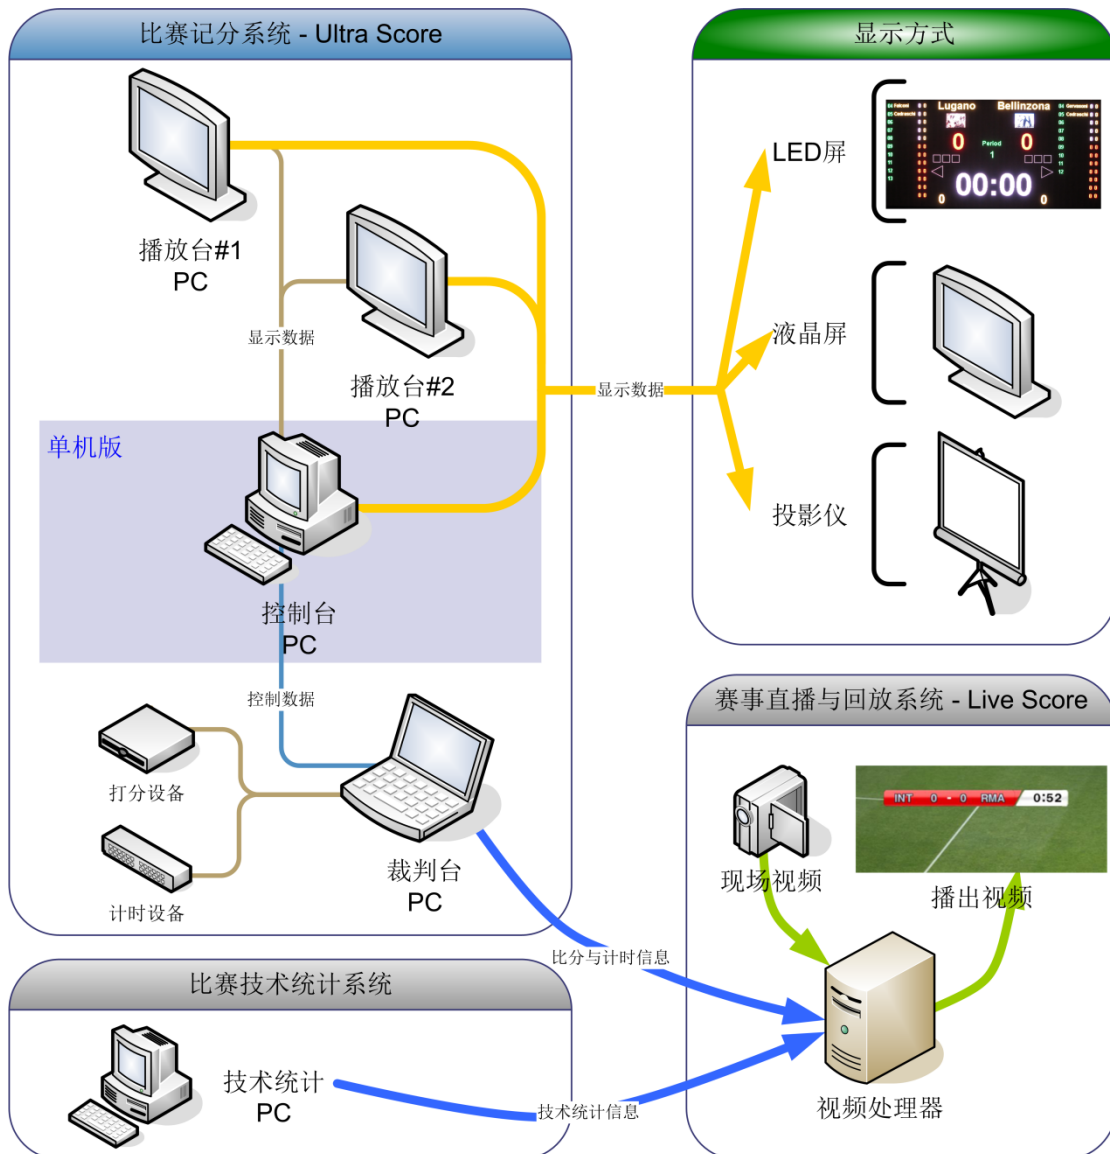 比赛记分系统 - Ultra Score
播放台#1
PC
播放台#2
PC
显示数据
单机版
控制台
PC
控制数据
打分设备
计时设备
裁判台
PC
显示数据
显示方式
LED屏
Lugano
Bellinzona
0
0
Period
1
00:00
0
0
液晶屏
投影仪
赛事直播与回放系统 - Live Score
INT 0 - 0 RMA 0:52
现场视频
播出视频
比分与计时信息
视频处理器
比赛技术统计系统
技术统计
PC
技术统计信息